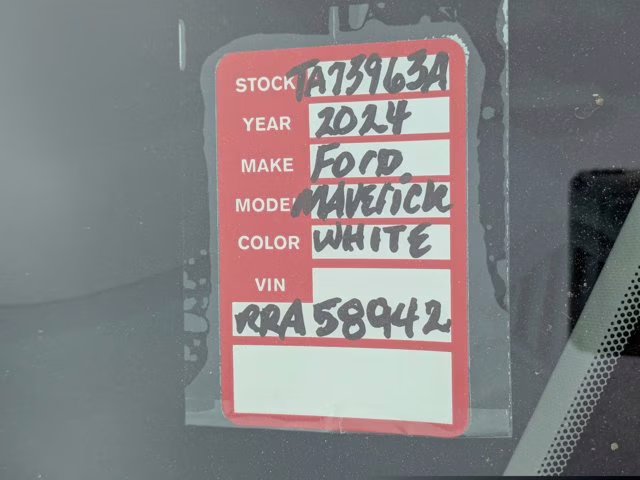 STOCK TA73963A
YEAR 2024
MAKE FORD
MODEL MAVERICK
COLOR WHITE
VIN
RRA58942